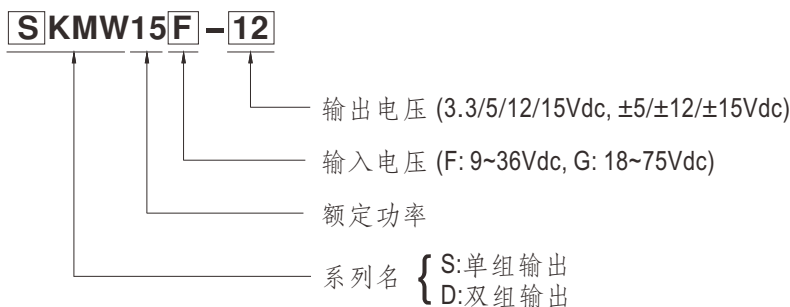 SKMW15F-12
输出电压 (3.3/5/12/15Vdc, ±5/±12/±15Vdc)
输入电压 (F: 9~36Vdc, G: 18~75Vdc)
额定功率
系列名 { S:单组输出
D:双组输出